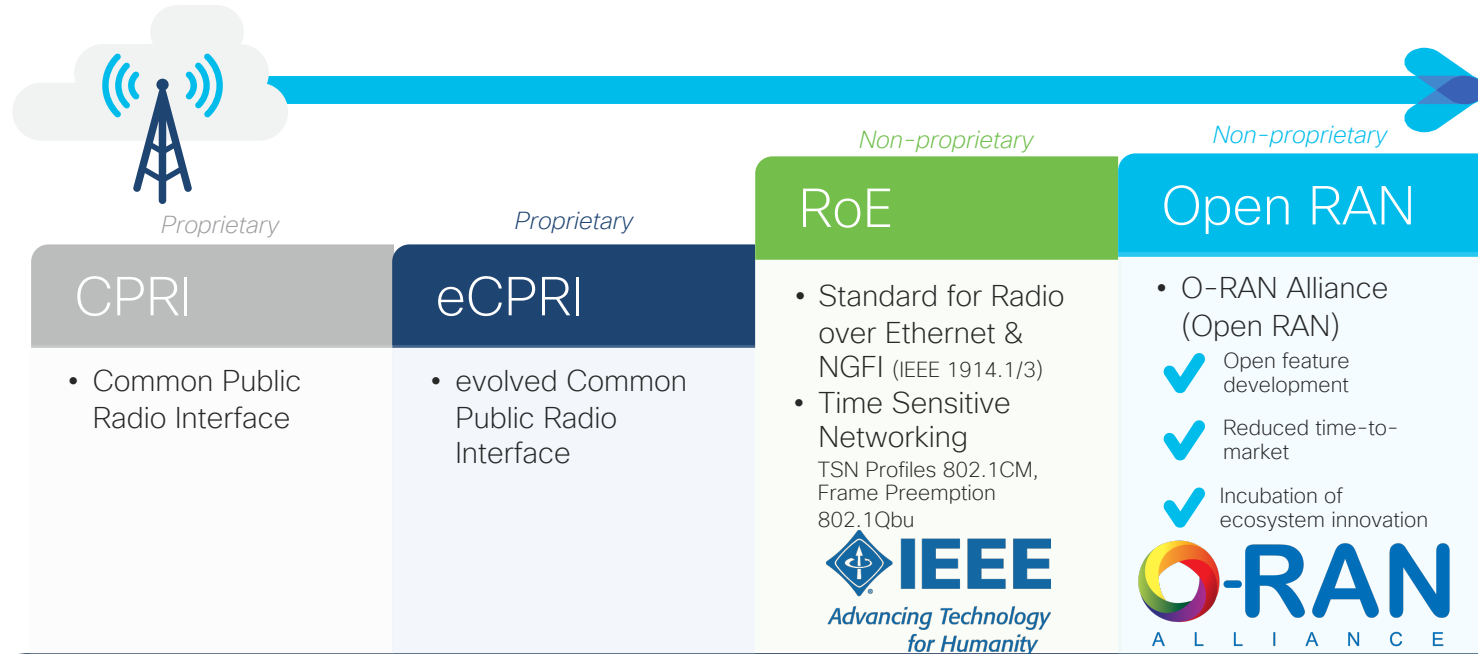 Proprietary
CPRI
• Common Public
Radio Interface
Proprietary
eCPRI
• evolved Common
Public Radio
Interface
Non-proprietary
RoE
• Standard for Radio
over Ethernet &
NGFI (IEEE 1914.1/3)
• Time Sensitive
Networking
TSN Profiles 802.1CM,
Frame Preemption
802.1Qbu
IEEE
Advancing Technology
for Humanity
Non-proprietary
Open RAN
• O-RAN Alliance
(Open RAN)
Open feature
development
Reduced time-to-
market
Incubation of
ecosystem innovation
O-RAN
ALLIANCE